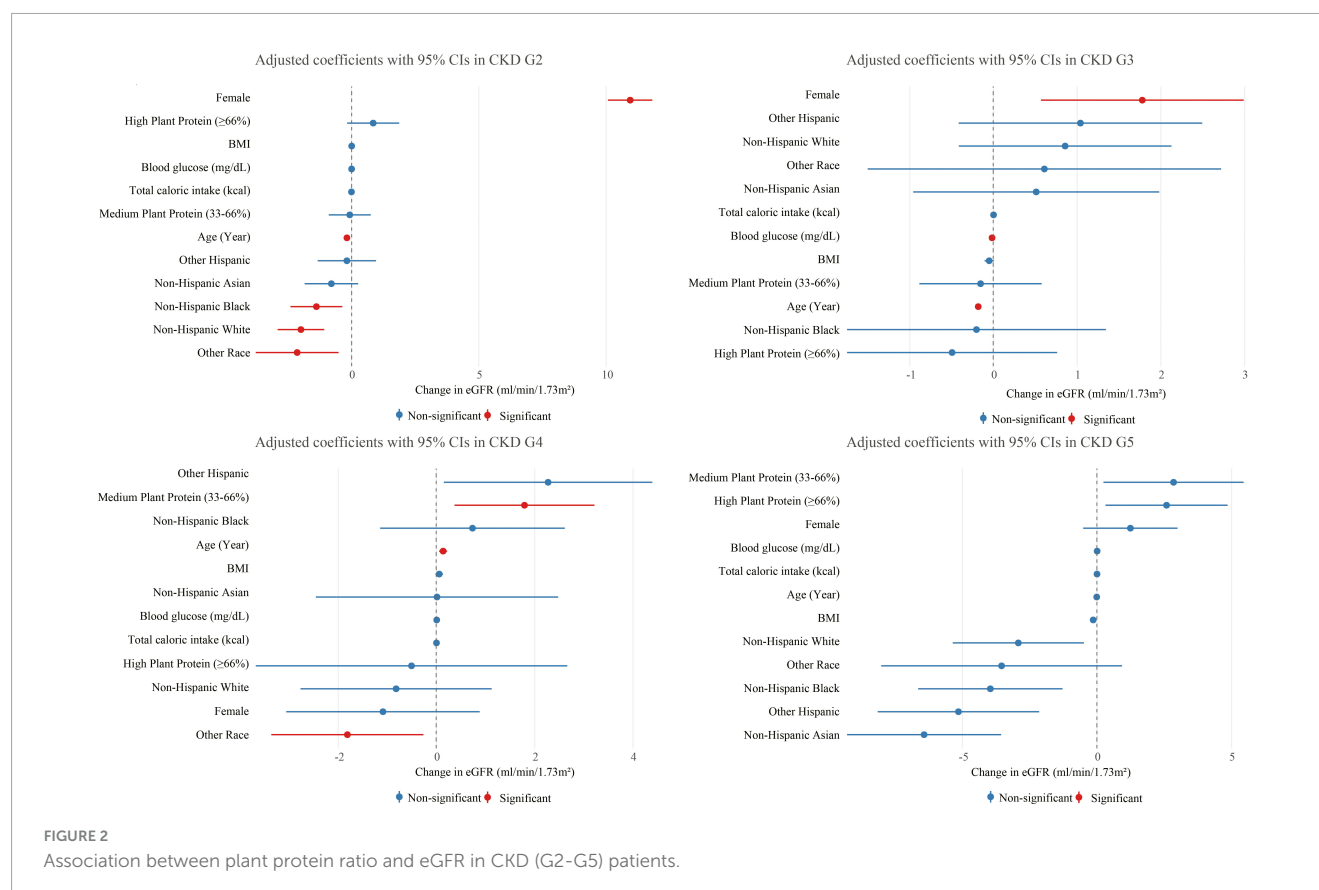 Adjusted coefficients with 95% CIs in CKD G2
Female
High Plant Protein (≥66%)
BMI
Blood glucose (mg/dL)
Total caloric intake (kcal)
Medium Plant Protein (33-66%)
Age (Year)
Other Hispanic
Non-Hispanic Asian
Non-Hispanic Black
Non-Hispanic White
Other Race
0 5 10
Change in eGFR (ml/min/1.73m²)
Non-significant Significant
Adjusted coefficients with 95% CIs in CKD G3
Female
Other Hispanic
Non-Hispanic White
Other Race
Non-Hispanic Asian
Total caloric intake (kcal)
Blood glucose (mg/dL)
BMI
Medium Plant Protein (33-66%)
Age (Year)
Non-Hispanic Black
High Plant Protein (≥66%)
-1 0 1 2 3
Change in eGFR (ml/min/1.73m²)
Non-significant Significant
Adjusted coefficients with 95% CIs in CKD G4
Other Hispanic
Medium Plant Protein (33-66%)
Non-Hispanic Black
Age (Year)
BMI
Non-Hispanic Asian
Blood glucose (mg/dL)
Total caloric intake (kcal)
High Plant Protein (≥66%)
Non-Hispanic White
Female
Other Race
-2 0 2 4
Change in eGFR (ml/min/1.73m²)
Non-significant Significant
Adjusted coefficients with 95% CIs in CKD G5
Medium Plant Protein (33-66%)
High Plant Protein (≥66%)
Female
Blood glucose (mg/dL)
Total caloric intake (kcal)
Age (Year)
BMI
Non-Hispanic White
Other Race
Non-Hispanic Black
Other Hispanic
Non-Hispanic Asian
-5 0 5
Change in eGFR (ml/min/1.73m²)
Non-significant Significant
FIGURE 2
Association between plant protein ratio and eGFR in CKD (G2-G5) patients.